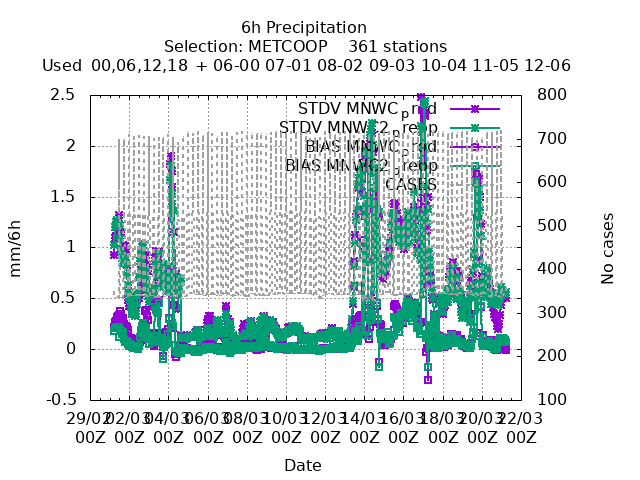 6h Precipitation
Selection: METCOOP    361 stations
Used  00,06,12,18 + 06-00 07-01 08-02 09-03 10-04 11-05 12-06
2.5 800
STDV MNWC_prod
STDV MNWC2_preop
2 700
BIAS MNWC_prod
BIAS MNWC2_preop
CASES
1.5 600
500
1
400
0.5 300
0 200
-0.5 100
mm/6h
No cases
29/02 02/03 04/03 06/03 08/03 10/03 12/03 14/03 16/03 18/03 20/03 22/03
00Z 00Z 00Z 00Z 00Z 00Z 00Z 00Z 00Z 00Z 00Z 00Z
Date